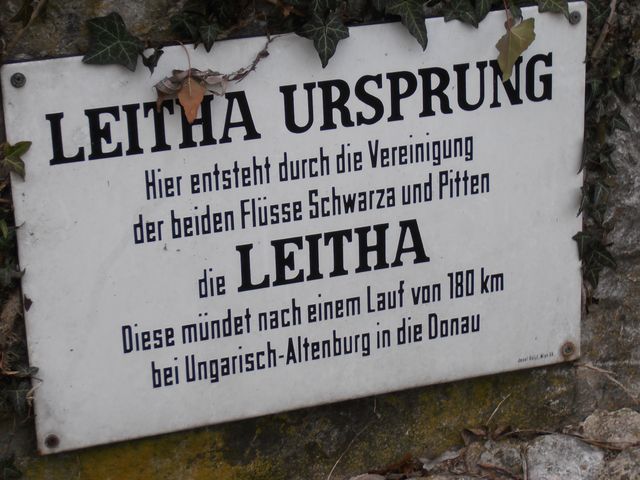 LEITHA URSPRUNG
Hier entsteht durch die Vereinigung
der beiden Flüsse Schwarza und Pitten
die LEITHA
Diese mündet nach einem Lauf von 180 km
bei Ungarisch-Altenburg in die Donau